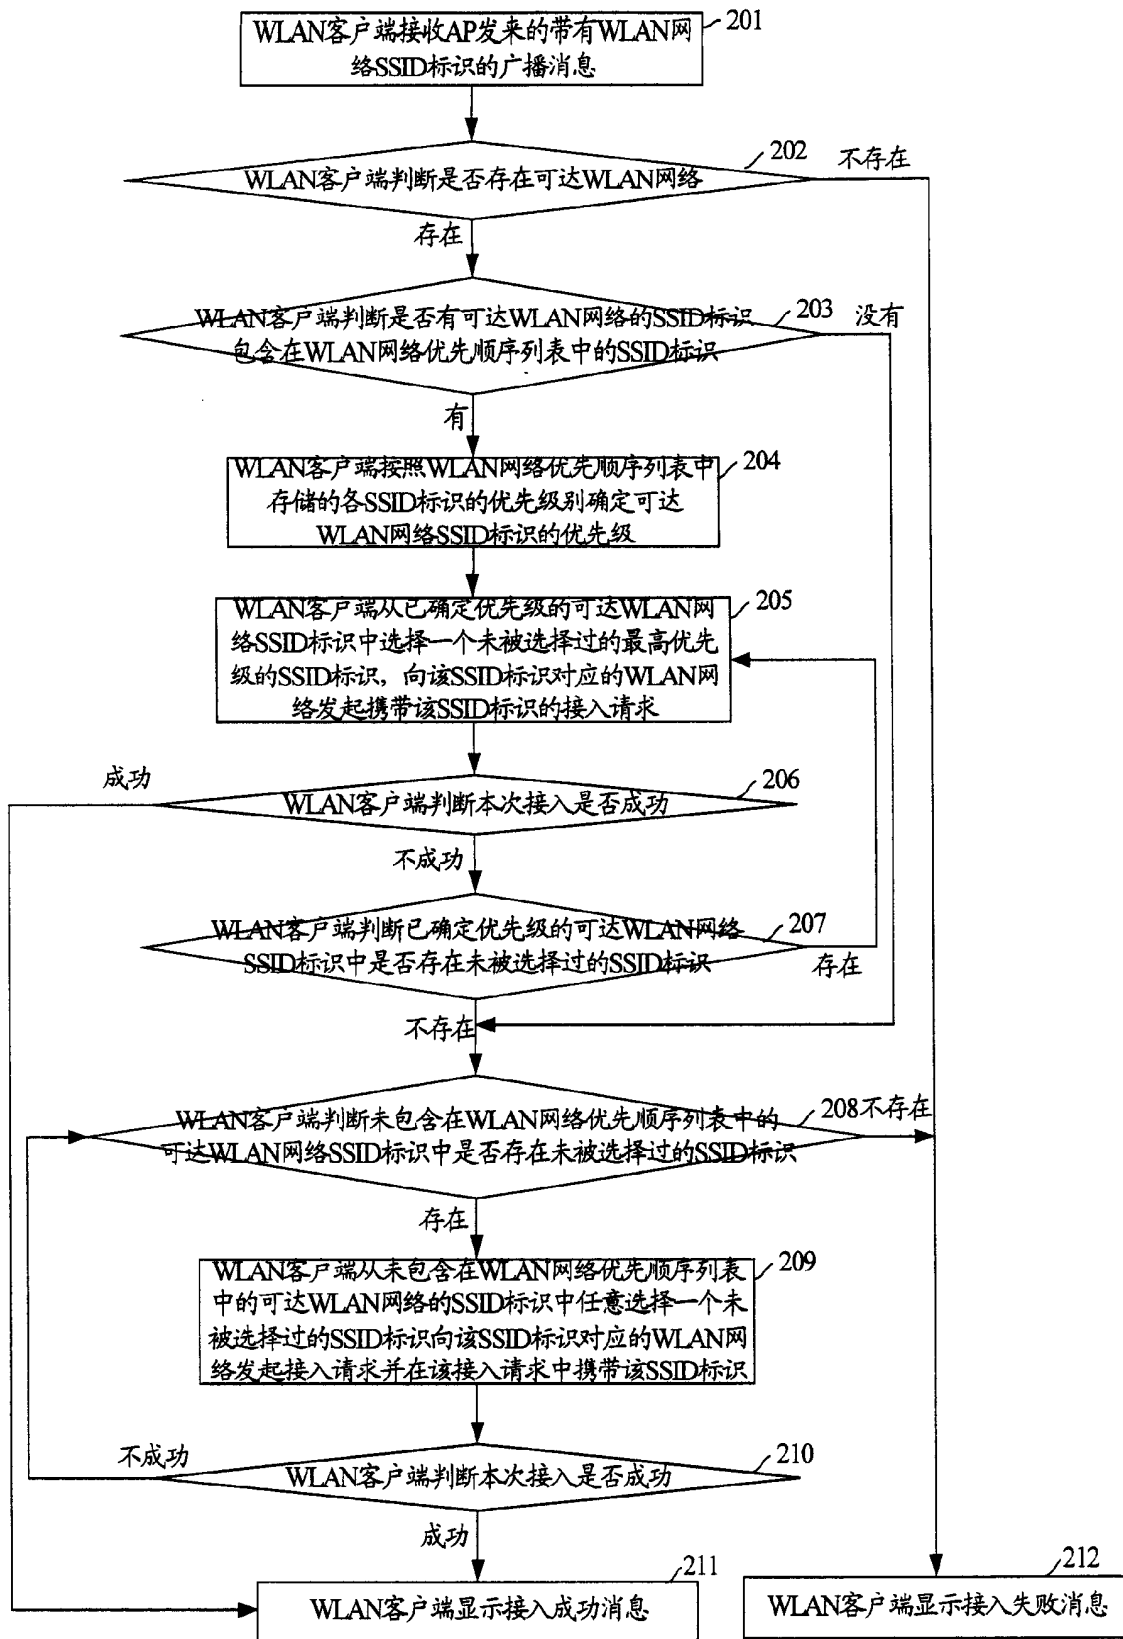 WLAN客户端接收AP发来的带有WLAN网
络SSID标识的广播消息
201
WLAN客户端判断是否存在可达WLAN网络
202
不存在
存在
WLAN客户端判断是否有可达WLAN网络的SSID标识
包含在WLAN网络优先顺序列表中的SSID标识
203
没有
有
WLAN客户端按照WLAN网络优先顺序列表中
存储的各SSID标识的优先级别确定可达
WLAN网络SSID标识的优先级
204
WLAN客户端从已确定优先级的可达WLAN网
络SSID标识中选择一个未被选择过的最高优先
级的SSID标识，向该SSID标识对应的WLAN网
络发起携带该SSID标识的接入请求
205
成功
WLAN客户端判断本次接入是否成功
206
不成功
WLAN客户端判断已确定优先级的可达WLAN网络
SSID标识中是否存在未被选择过的SSID标识
207
存在
不存在
WLAN客户端判断未包含在WLAN网络优先顺序列表中的
可达WLAN网络SSID标识中是否存在未被选择过的SSID标识
208不存在
存在
WLAN客户端从未包含在WLAN网络优先顺序列表
中的可达WLAN网络的SSID标识中任意选择一个未
被选择过的SSID标识向该SSID标识对应的WLAN网
络发起接入请求并在该接入请求中携带该SSID标识
209
不成功
WLAN客户端判断本次接入是否成功
210
成功
211
WLAN客户端显示接入成功消息
212
WLAN客户端显示接入失败消息